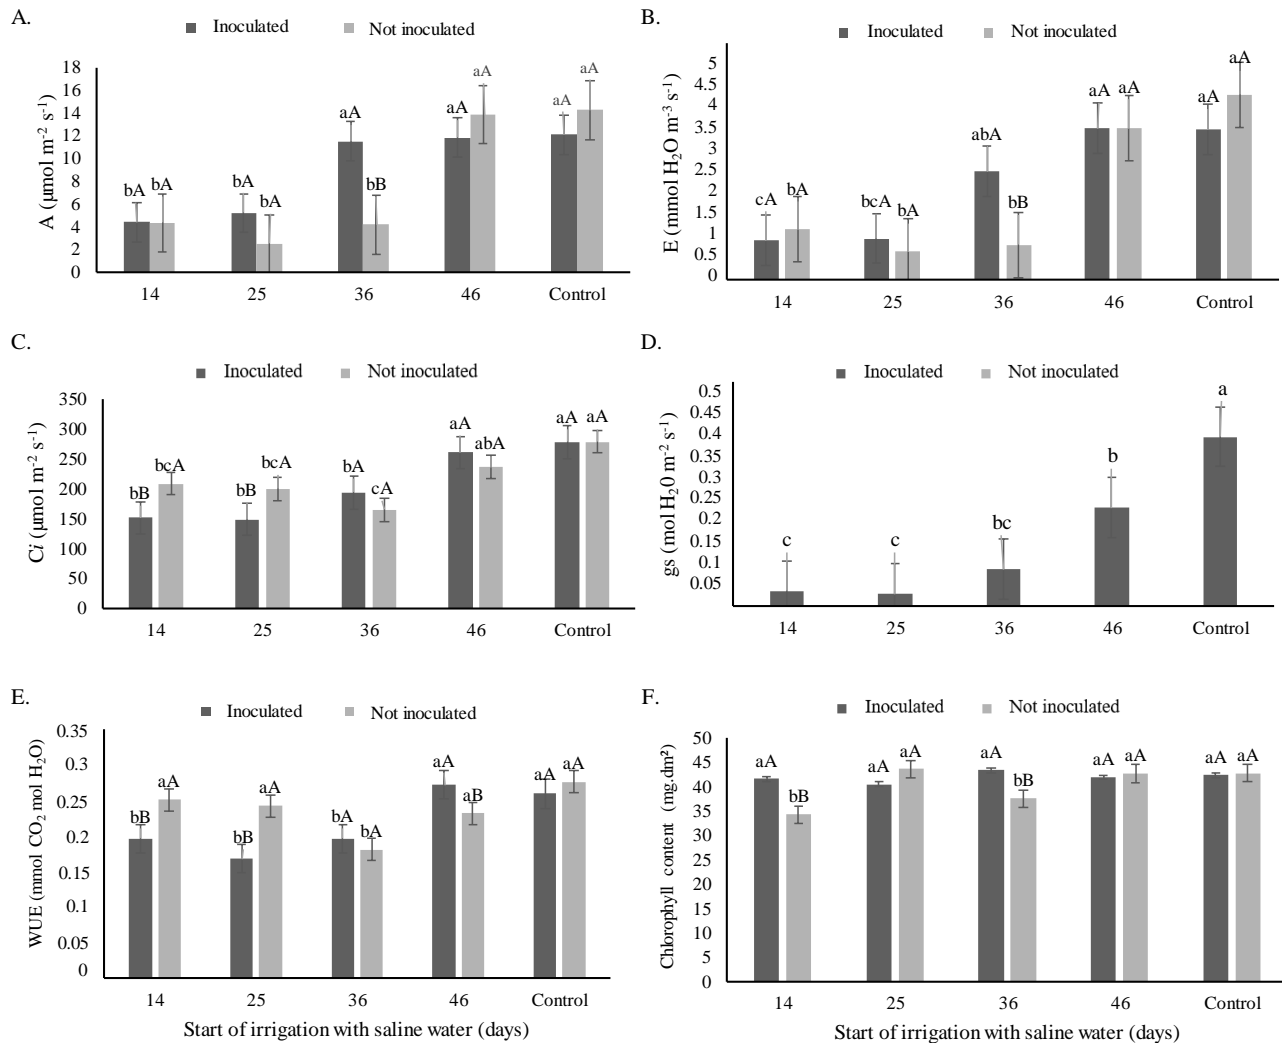 A.
Inoculated Not inoculated
A (µmol m⁻² s⁻¹)
18
16
14
12
10
8
6
4
2
0
bA bA bA bA aA bB aA aA aA aA
14 25 36 46 Control
B.
Inoculated Not inoculated
E (mmol H₂O m⁻³ s⁻¹)
5
4.5
4
3.5
3
2.5
2
1.5
1
0.5
0
cA bA bcA bA abA bB aA aA aA aA
14 25 36 46 Control
C.
Inoculated Not inoculated
Ci (µmol m⁻² s⁻¹)
350
300
250
200
150
100
50
0
bB bcA bB bcA bA cA aA abA aA aA
14 25 36 46 Control
D.
Inoculated Not inoculated
gs (mol H₂0 m⁻² s⁻¹)
0.5
0.45
0.4
0.35
0.3
0.25
0.2
0.15
0.1
0.05
c c bc b a
14 25 36 46 Control
E.
Inoculated Not inoculated
WUE (mmol CO₂ mol H₂O)
0.35
0.3
0.25
0.2
0.15
0.1
0.05
0
bB aA bB aA bA bA aA aB aA aA
14 25 36 46 Control
Start of irrigation with saline water (days)
F.
Inoculated Not inoculated
Chlorophyll content (mg.dm²)
50
45
40
35
30
25
20
15
10
5
0
aA bB aA aA aA bB aA aA aA aA
14 25 36 46 Control
Start of irrigation with saline water (days)